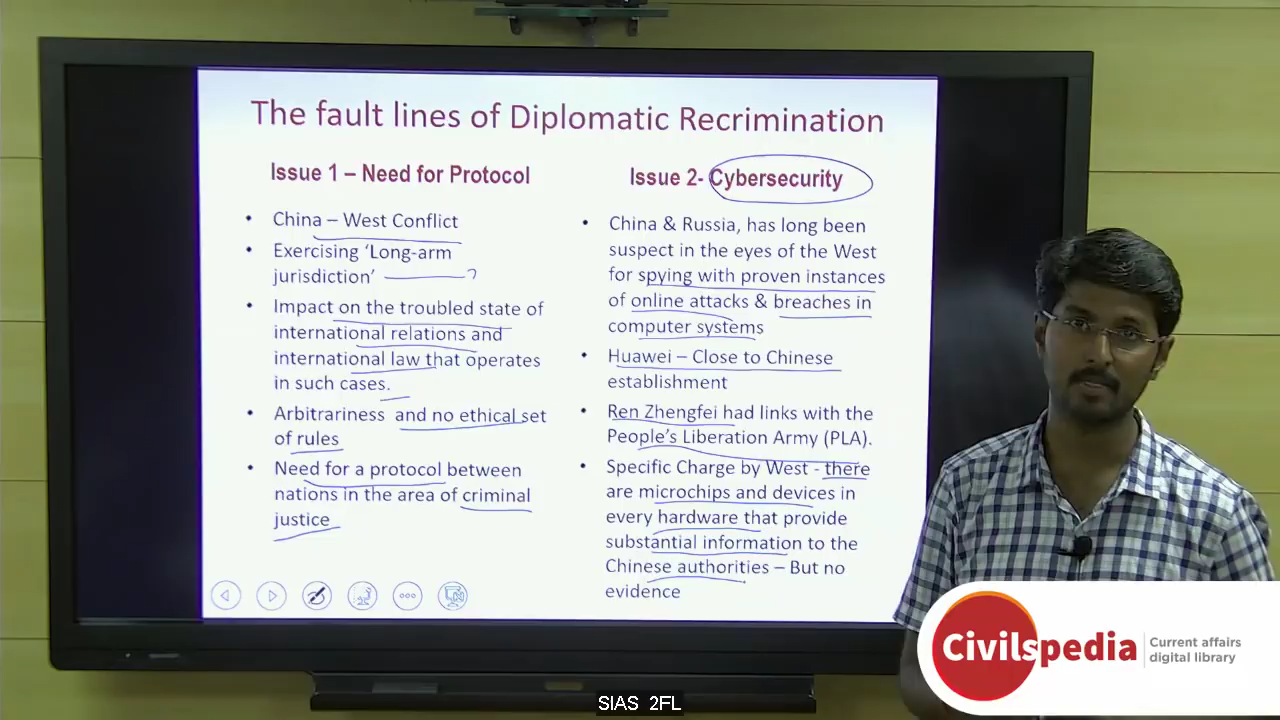 The fault lines of Diplomatic Recrimination
Issue 1 – Need for Protocol
• China – West Conflict
• Exercising ‘Long-arm
jurisdiction’
• Impact on the troubled state of
international relations and
international law that operates
in such cases.
• Arbitrariness and no ethical set
of rules
• Need for a protocol between
nations in the area of criminal
justice
Issue 2- Cybersecurity
• China & Russia, has long been
suspect in the eyes of the West
for spying with proven instances
of online attacks & breaches in
computer systems
• Huawei – Close to Chinese
establishment
• Ren Zhengfei had links with the
People’s Liberation Army (PLA).
• Specific Charge by West - there
are microchips and devices in
every hardware that provide
substantial information to the
Chinese authorities – But no
evidence
Civilspedia
Current affairs
digital library
SIAS 2FL